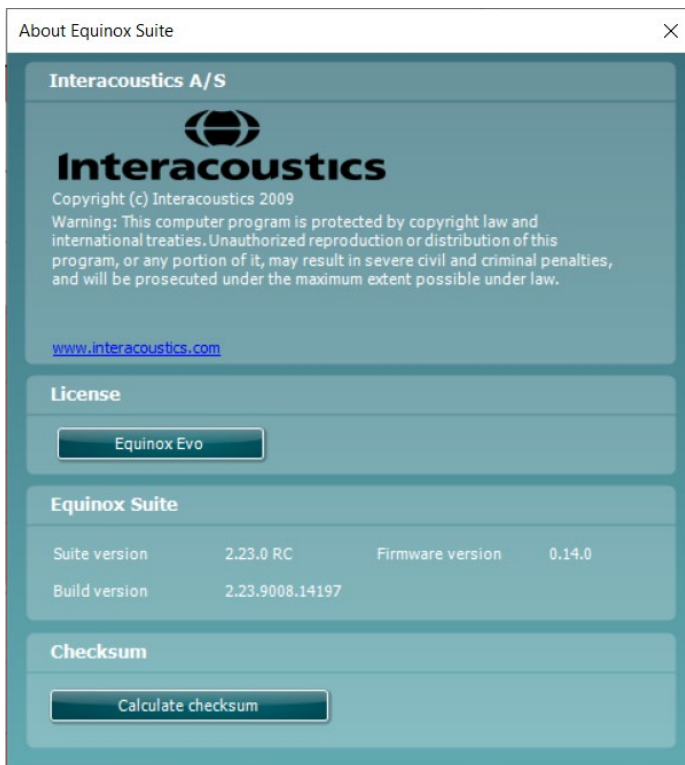 About Equinox Suite
Interacoustics A/S
Interacoustics
Copyright (c) Interacoustics 2009
Warning: This computer program is protected by copyright law and
international treaties. Unauthorized reproduction or distribution of this
program, or any portion of it, may result in severe civil and criminal penalties,
and will be prosecuted under the maximum extent possible under law.
www.interacoustics.com
License
Equinox Evo
Equinox Suite
Suite version 2.23.0 RC Firmware version 0.14.0
Build version 2.23.9008.14197
Checksum
Calculate checksum